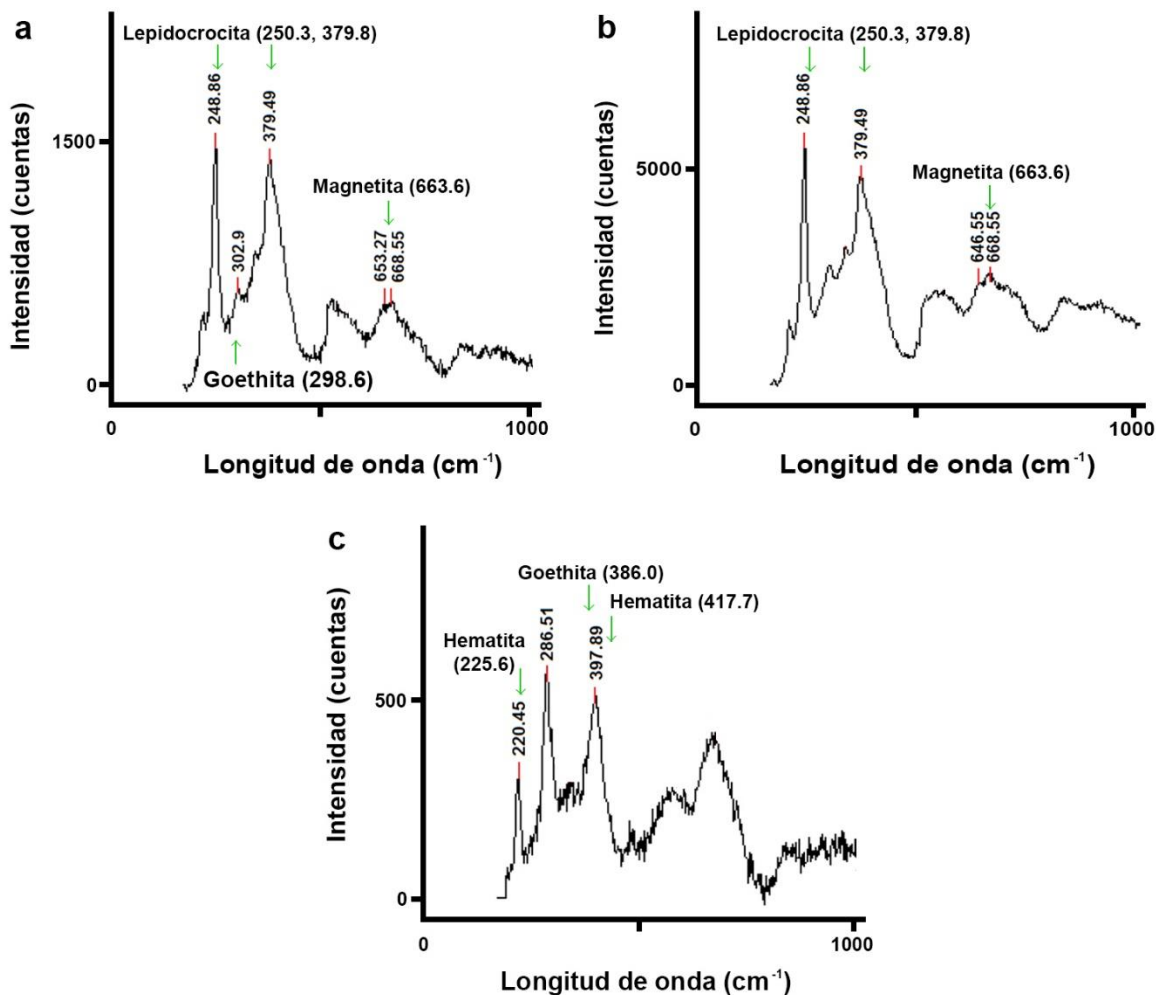 a
Lepidocrocita (250.3, 379.8)
248.86
379.49
302.9
Magnetita (663.6)
653.27
668.55
Goethita (298.6)
1500
0
0
1000
Intensidad (cuentas)
Longitud de onda (cm-1)
b
Lepidocrocita (250.3, 379.8)
248.86
379.49
Magnetita (663.6)
646.55
668.55
5000
0
0
1000
Intensidad (cuentas)
Longitud de onda (cm-1)
c
Goethita (386.0)
Hematita (417.7)
Hematita
(225.6)
220.45
286.51
397.89
500
0
0
1000
Intensidad (cuentas)
Longitud de onda (cm-1)